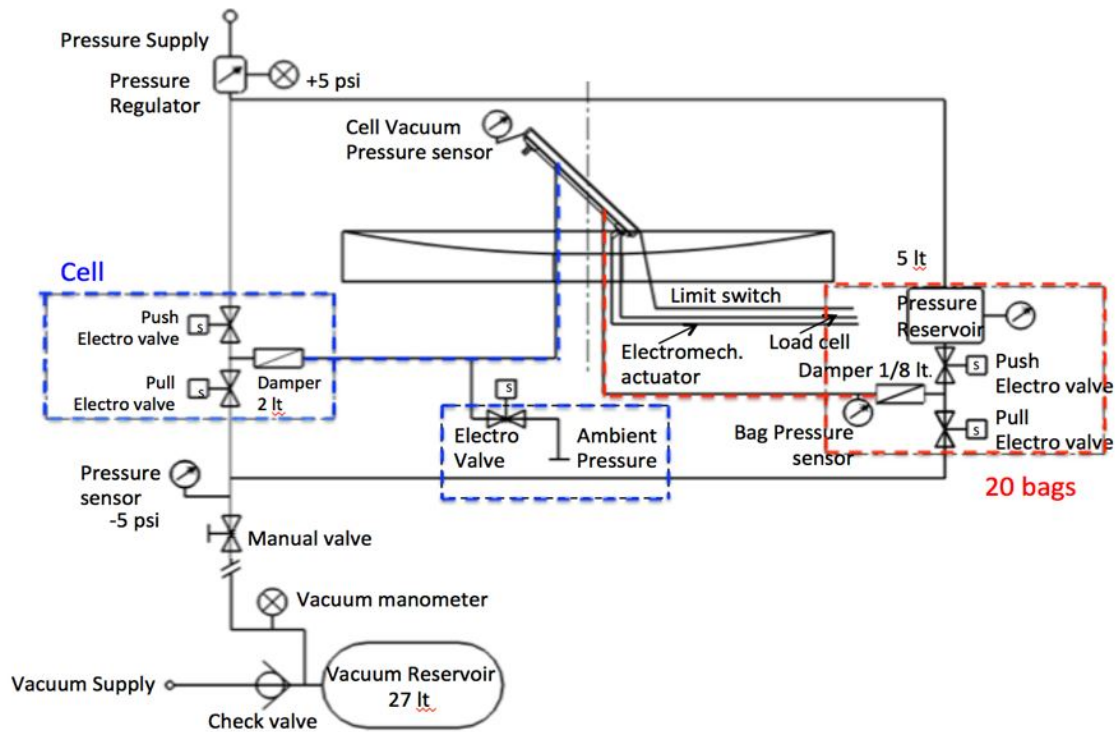 Pressure Supply
Pressure
Regulator
+5 psi
Cell Vacuum
Pressure sensor
Cell
5 lt
Push
Electro valve
s
Pull
Electro valve
s
Damper
2 lt
Limit switch
Load cell
Electromech.
actuator
Pressure
Reservoir
Damper 1/8 lt.
s
Push
Electro valve
s
Pull
Electro valve
Bag Pressure
sensor
20 bags
s
Electro
Valve
Ambient
Pressure
Pressure
sensor
-5 psi
Manual valve
Vacuum manometer
Vacuum Supply
Check valve
Vacuum Reservoir
27 lt